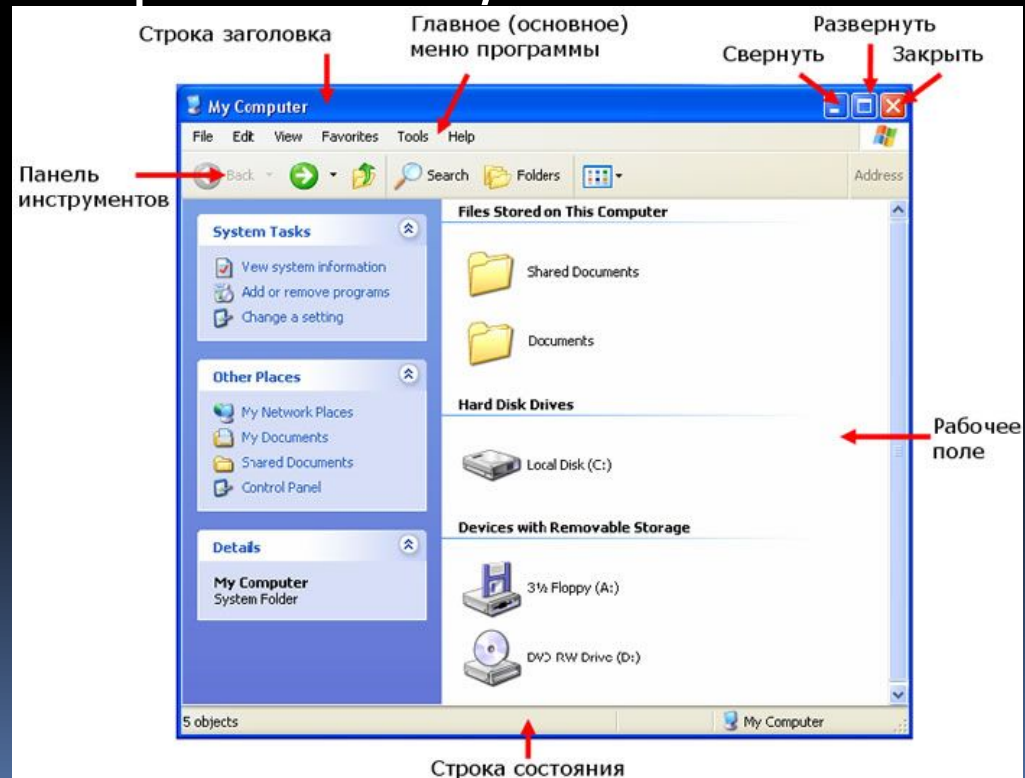 Строка заголовка
Главное (основное)
меню программы
Развернуть
Свернуть
Закрыть
My Computer
File Edit View Favorites Tools Help
Панель
инструментов
Back
Search
Folders
Address
System Tasks
View system information
Add or remove programs
Change a setting
Other Places
My Network Places
My Documents
Shared Documents
Control Panel
Details
My Computer
System Folder
Files Stored on This Computer
Shared Documents
Documents
Hard Disk Drives
Local Disk (C:)
Рабочее
поле
Devices with Removable Storage
3½ Floppy (A:)
DVD RW Drive (D:)
5 objects
My Computer
Строка состояния